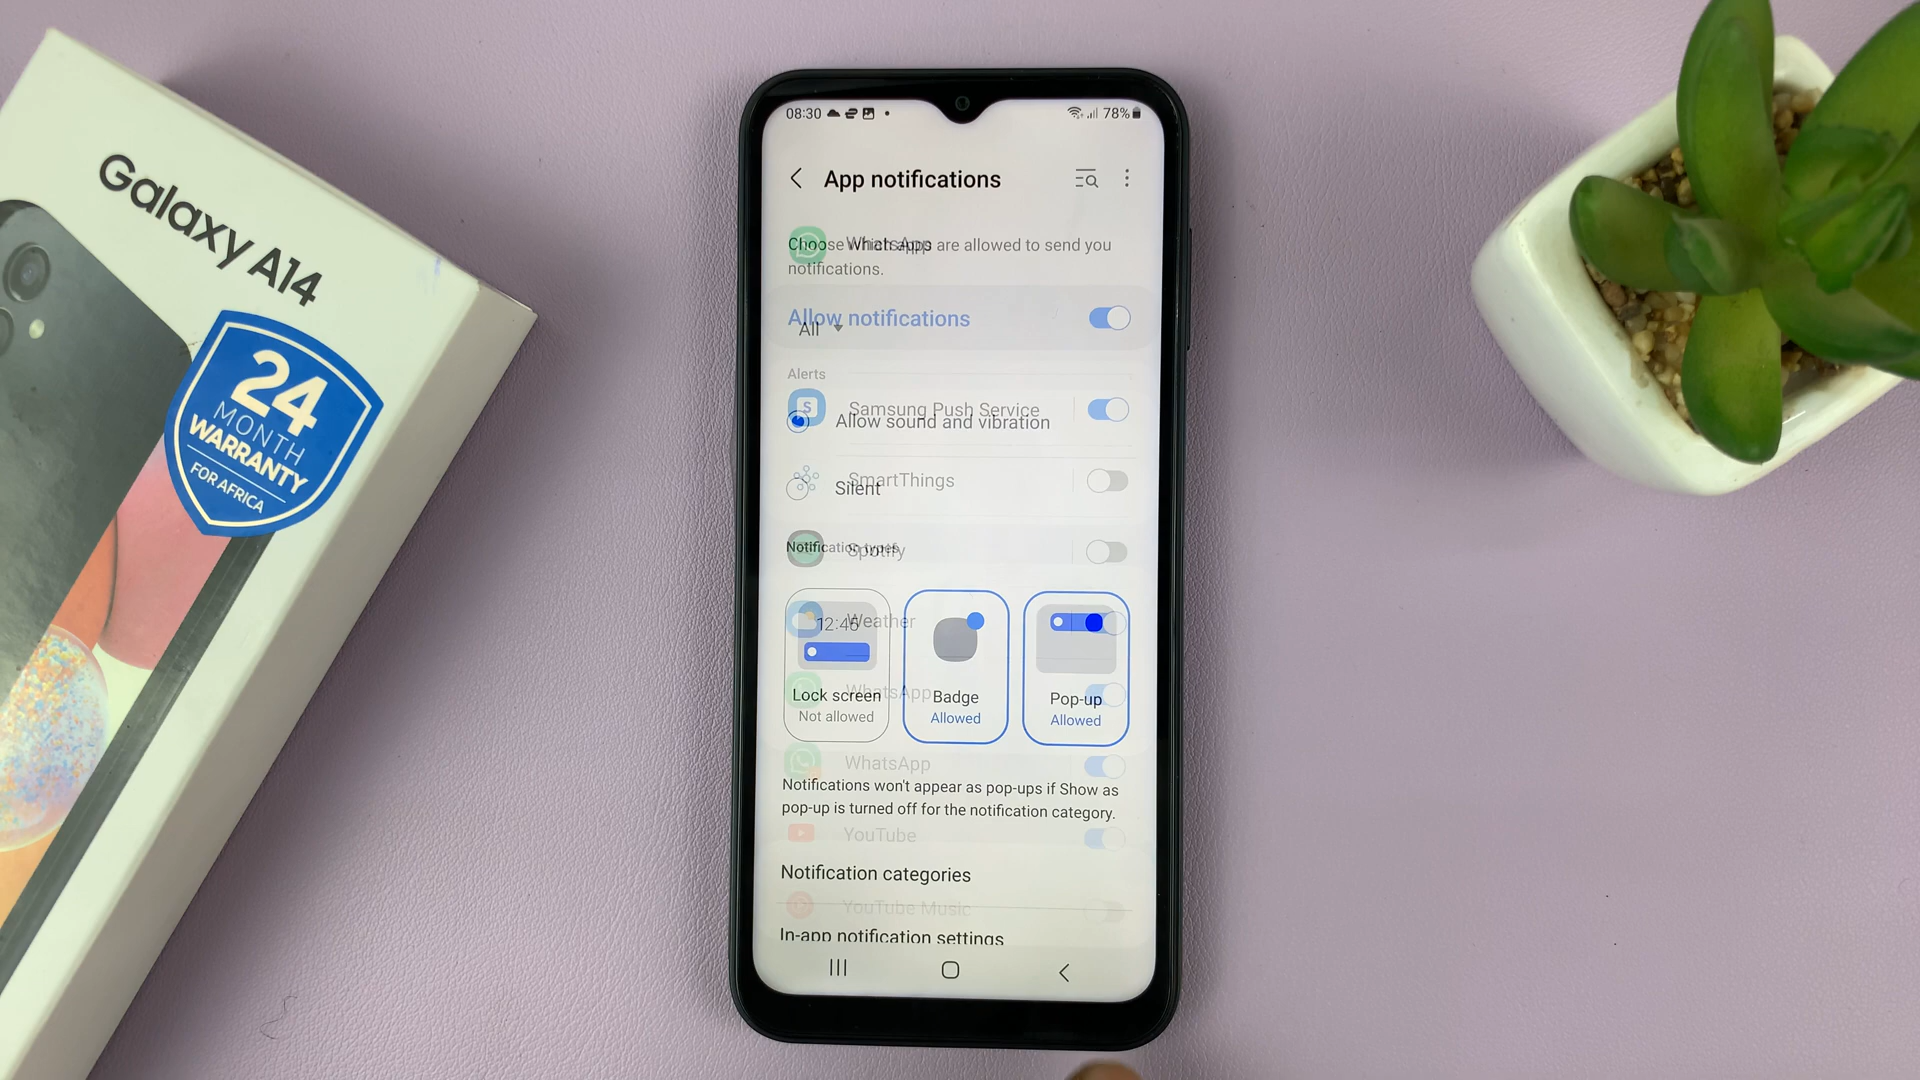 Galaxy A14
24
MONTH
WARRANTY
FOR AFRICA
08:30
78%
App notifications
Choose which apps are allowed to send you
notifications.
WhatsApp
Allow notifications
All
Alerts
Samsung Push Service
Allow sound and vibration
SmartThings
Silent
Notification types
Spotify
Weather
12:45
WhatsApp
Lock screen
Not allowed
Badge
Allowed
Pop-up
Allowed
WhatsApp
Notifications won't appear as pop-ups if Show as
pop-up is turned off for the notification category.
YouTube
Notification categories
YouTube Music
In-app notification settings